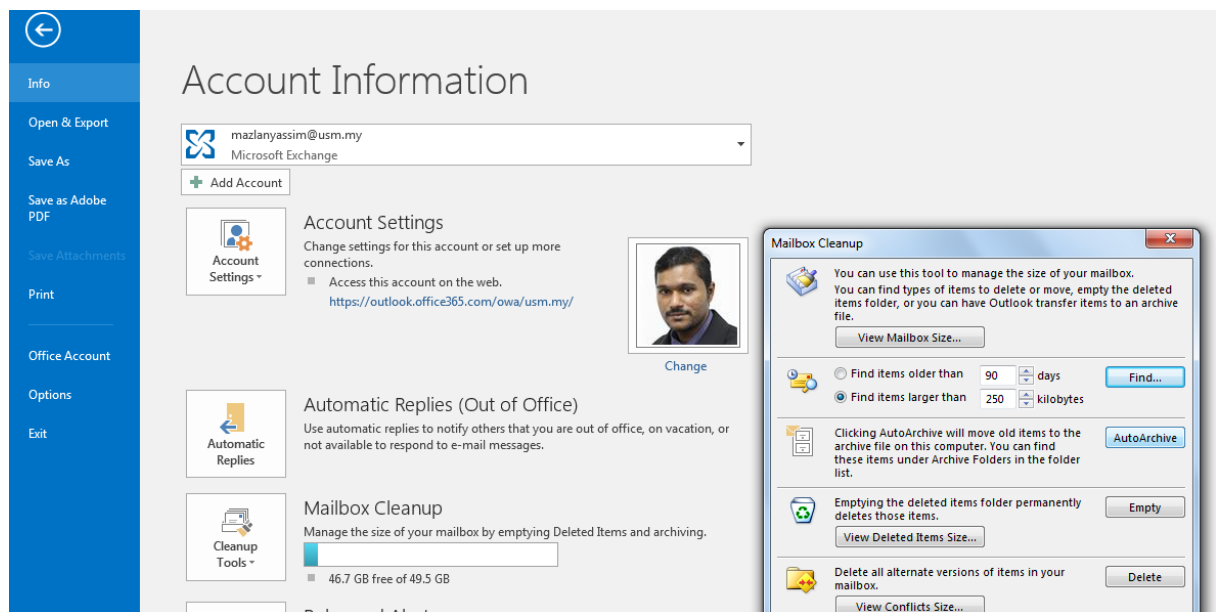 Info
Open & Export
Save As
Save as Adobe
PDF
Save Attachments
Print
Office Account
Options
Exit
Account Information
mazlanyassim@usm.my
Microsoft Exchange
Add Account
Account
Settings
Account Settings
Change settings for this account or set up more
connections.
Access this account on the web.
https://outlook.office365.com/owa/usm.my/
Change
Automatic
Replies
Automatic Replies (Out of Office)
Use automatic replies to notify others that you are out of office, on vacation, or
not available to respond to e-mail messages.
Cleanup
Tools
Mailbox Cleanup
Manage the size of your mailbox by emptying Deleted Items and archiving.
46.7 GB free of 49.5 GB
Mailbox Cleanup
You can use this tool to manage the size of your mailbox.
You can find types of items to delete or move, empty the deleted
items folder, or you can have Outlook transfer items to an archive
file.
View Mailbox Size...
Find items older than 90 days
Find...
Find items larger than 250 kilobytes
Clicking AutoArchive will move old items to the
archive file on this computer. You can find
these items under Archive Folders in the folder
list.
AutoArchive
Emptying the deleted items folder permanently
deletes those items.
Empty
View Deleted Items Size...
Delete all alternate versions of items in your
mailbox.
Delete
View Conflicts Size...